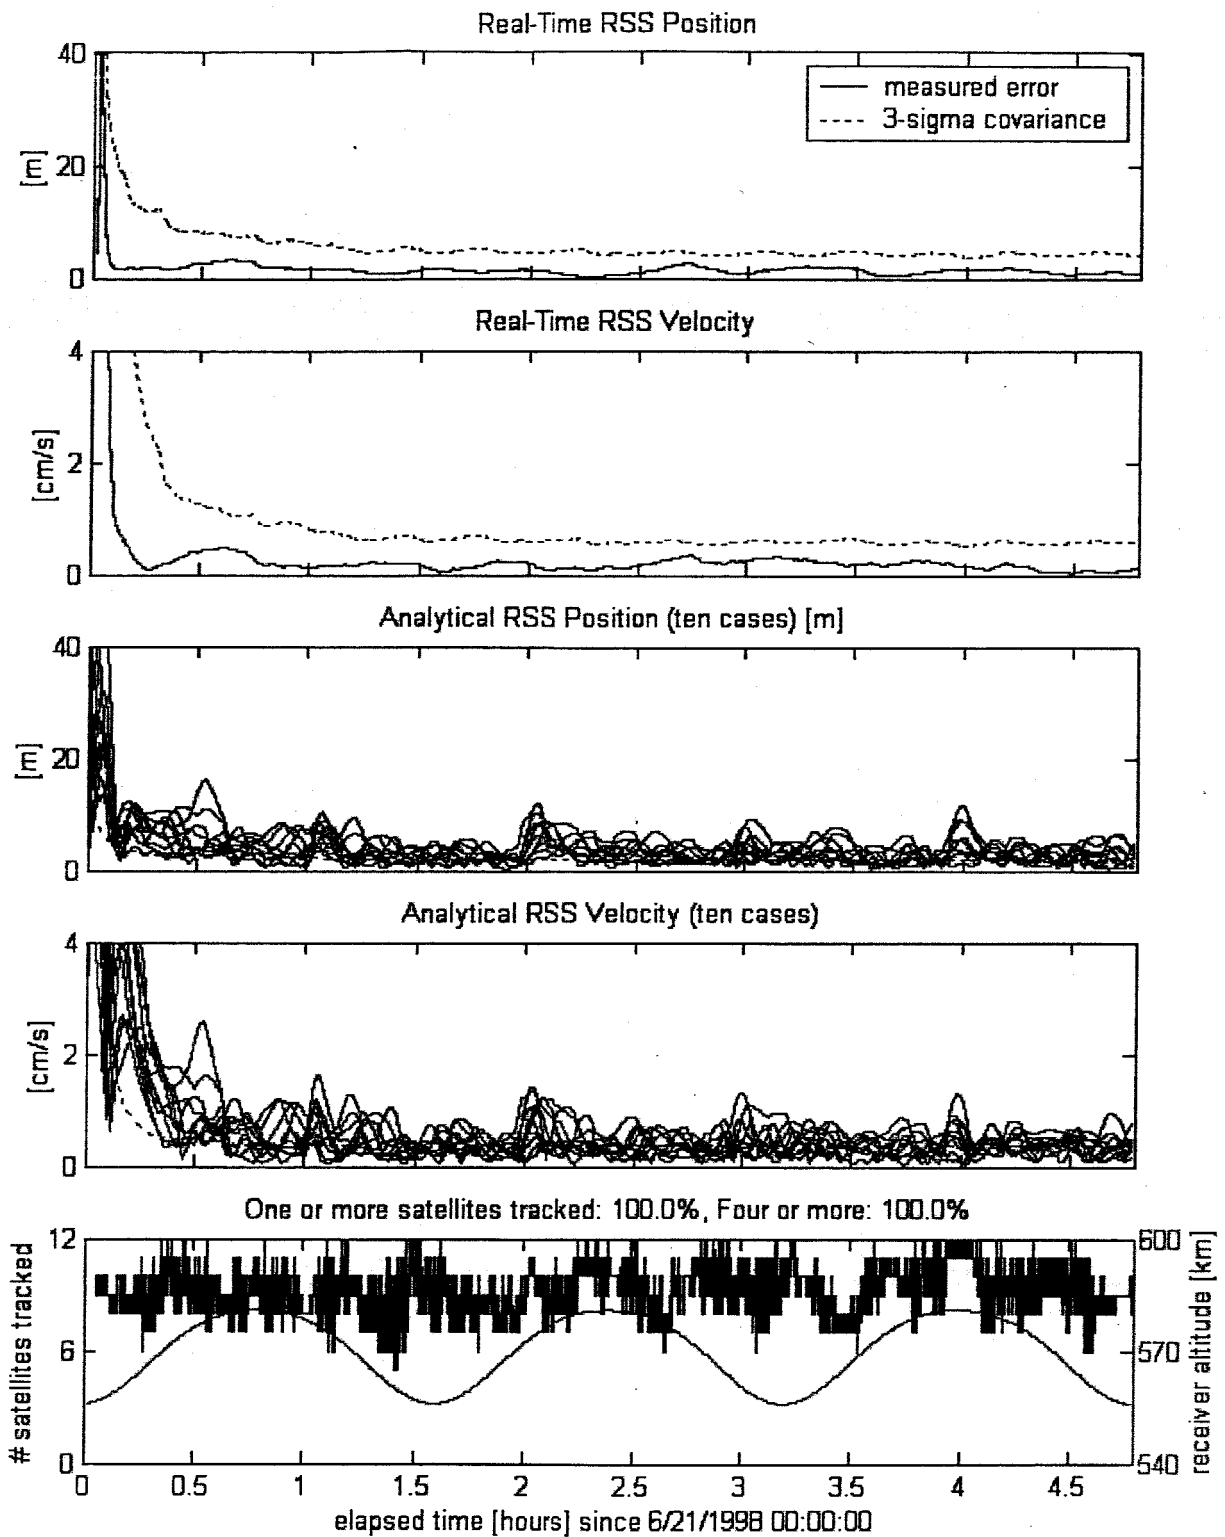 Real-Time RSS Position
40
20
0
[m]
measured error
3-sigma covariance
Real-Time RSS Velocity
4
2
0
[cm/s]
Analytical RSS Position (ten cases) [m]
40
20
0
[m]
Analytical RSS Velocity (ten cases)
4
2
0
[cm/s]
One or more satellites tracked: 100.0%, Four or more: 100.0%
12
6
0
# satellites tracked
600
570
540
receiver altitude [km]
0 0.5 1 1.5 2 2.5 3 3.5 4 4.5
elapsed time [hours] since 6/21/1998 00:00:00